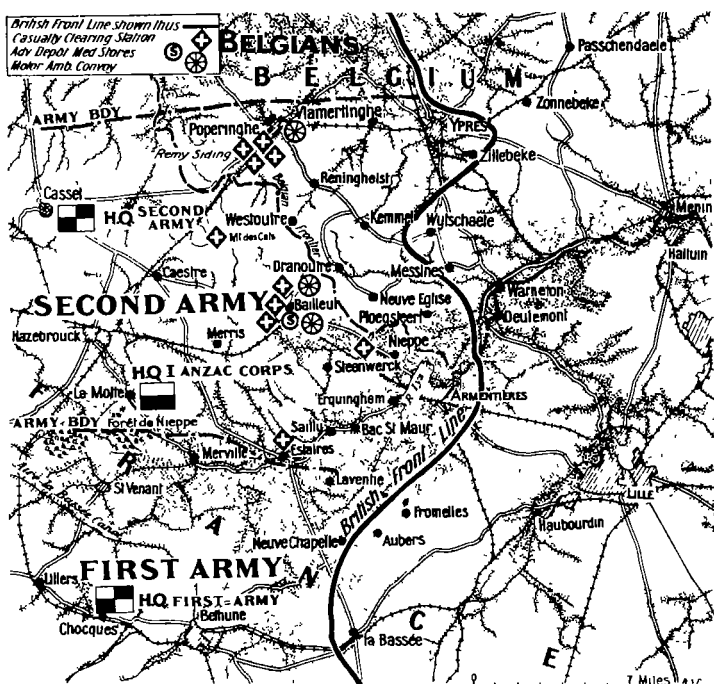 British Front Line shown thus
Casualty Clearing Station
Adv Depot Med Stores S
Motor Amb. Convoy
BELGIANS
BELGIUM
Passchendaele
Zonnebeke
ARMY BDY
Vlamertinghe
Poperinghe
YPRES
Remy Siding
Zillebeke
Reninghelst
Belgian Frontier
Cassel
H.Q. SECOND ARMY
Westoutre
Kemmel
Wytschaete
Menin
Mt des Cats
Halluin
Caestre
Dranoutre
Messines
SECOND ARMY
Bailleul
Neuve Eglise
Warneton
S
Ploegsteert
Deulemont
Hazebrouck
Merris
Nieppe
Steenwerck
H.Q. I ANZAC CORPS
La Motte
Erquinghem
ARMENTIÈRES
ARMY BDY
Forêt de Nieppe
Sailly
Bac St Maur
Merville
Estaires
British Front Line
St Venant
Laventie
LILLE
Fromelles
Haubourdin
Neuve Chapelle
Aubers
FRANCE
FIRST ARMY
Lillers
H.Q. FIRST ARMY
Chocques
Bethune
la Bassée
0
7 Miles